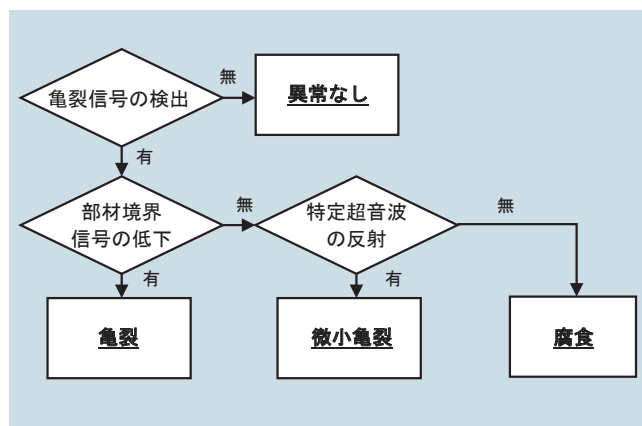 亀裂信号の検出
無
異常なし
有
部材境界
信号の低下
無
特定超音波
の反射
無
有
有
亀裂
微小亀裂
腐食